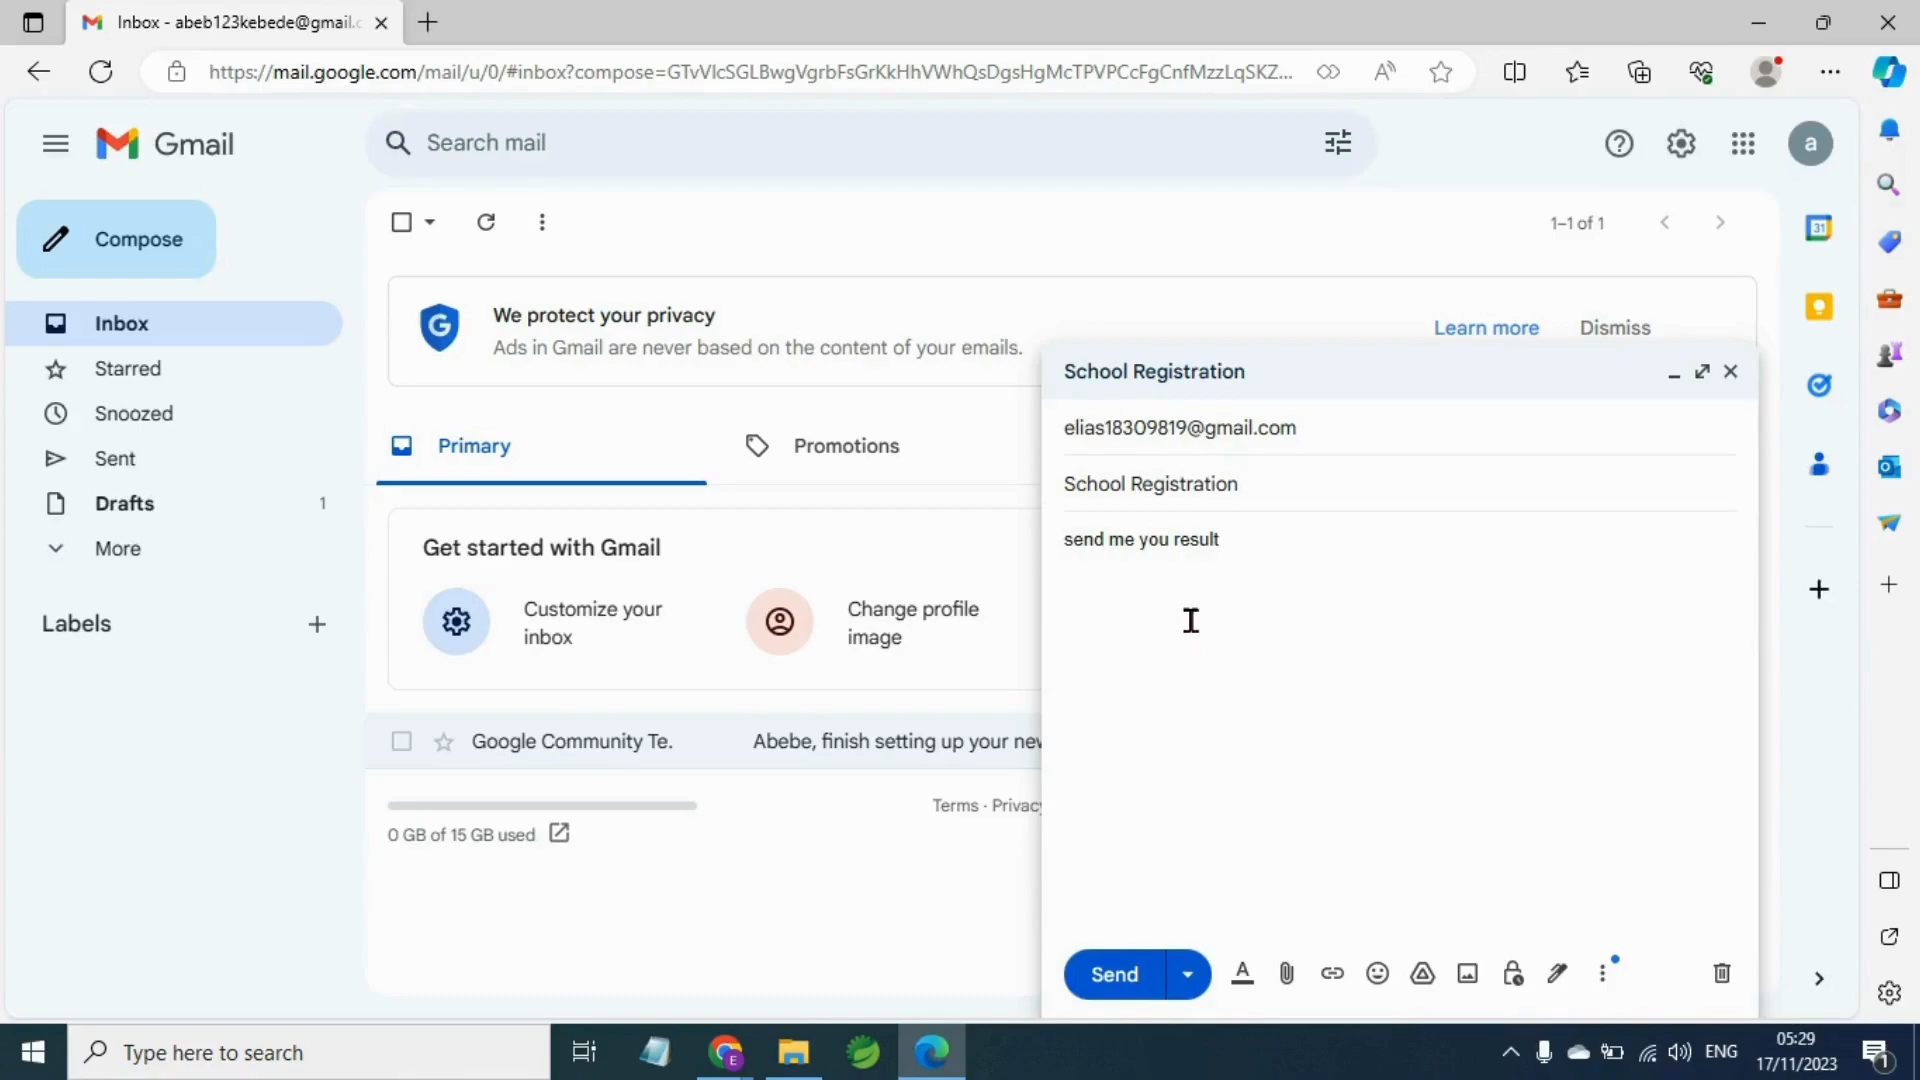 Inbox - abeb123kebede@gmail.c
https://mail.google.com/mail/u/0/#inbox?compose=GTvVlcSGLBwgVgrbFsGrKkHhVWhQsDgsHgMcTPVPCcFgCnfMzzLqSKZ...
Gmail
Search mail
a
Compose
1–1 of 1
31
Inbox
Starred
Snoozed
Sent
Drafts 1
More
Labels
We protect your privacy
Ads in Gmail are never based on the content of your emails.
Learn more
Dismiss
Primary
Promotions
Get started with Gmail
Customize your
inbox
Change profile
image
Google Community Te. Abebe, finish setting up your nev
Terms · Privacy
0 GB of 15 GB used
School Registration
elias18309819@gmail.com
School Registration
send me you result
Send
Type here to search
E
ENG
05:29
17/11/2023
1